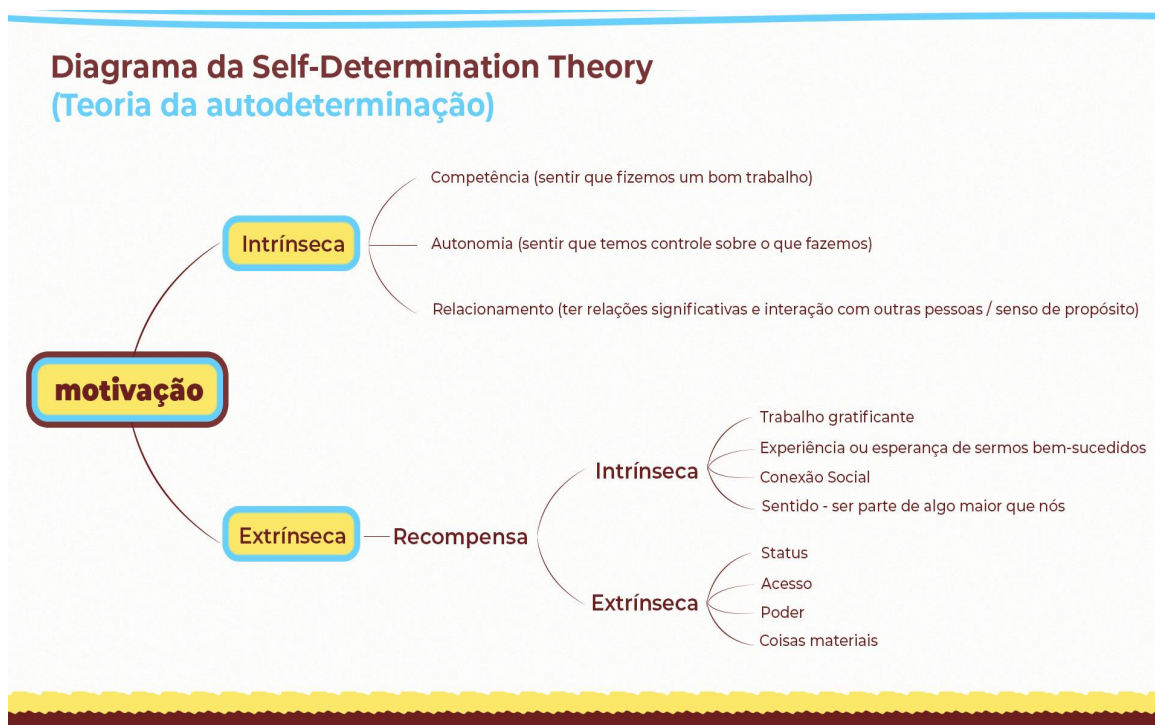 Diagrama da Self-Determination Theory
(Teoria da autodeterminação)
Competência (sentir que fizemos um bom trabalho)
Intrínseca
Autonomia (sentir que temos controle sobre o que fazemos)
Relacionamento (ter relações significativas e interação com outras pessoas / senso de propósito)
motivação
Trabalho gratificante
Experiência ou esperança de sermos bem-sucedidos
Intrínseca
Conexão Social
Sentido - ser parte de algo maior que nós
Extrínseca
Recompensa
Status
Acesso
Extrínseca
Poder
Coisas materiais